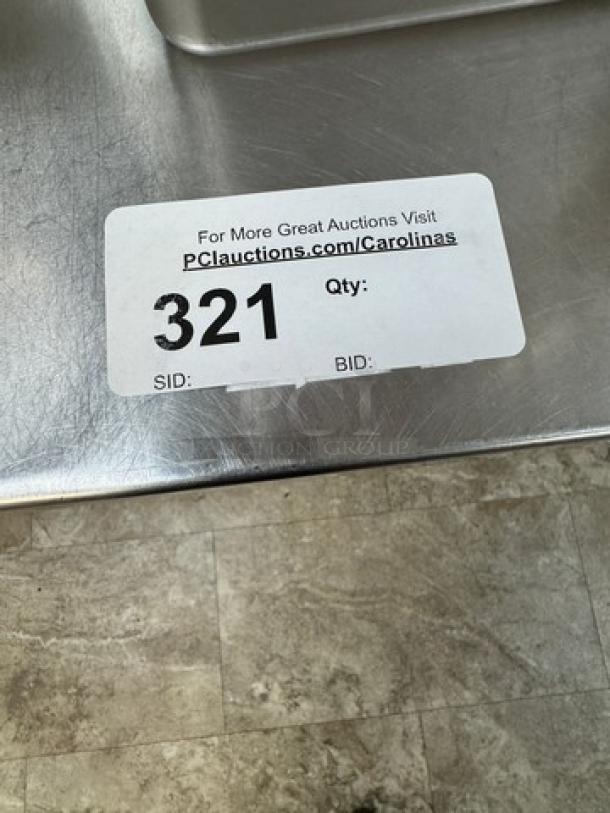 For More Great Auctions Visit
PCIauctions.com/Carolinas
321 Qty:
SID: BID:
PCI
AUCTION GROUP